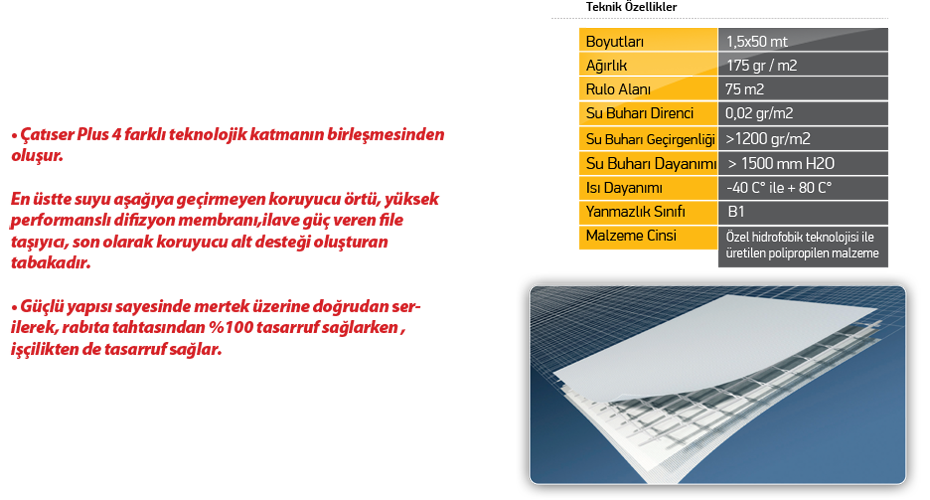 • Çatıser Plus 4 farklı teknolojik katmanın birleşmesinden
oluşur.
En üstte suyu aşağıya geçirmeyen koruyucu örtü, yüksek
performanslı difizyon membranı,ilave güç veren file
taşıyıcı, son olarak koruyucu alt desteği oluşturan
tabakadır.
• Güçlü yapısı sayesinde mertek üzerine doğrudan ser-
ilerek, rabıta tahtasından %100 tasarruf sağlarken ,
işçilikten de tasarruf sağlar.
Teknik Özellikler
Boyutları 1,5x50 mt
Ağırlık 175 gr / m2
Rulo Alanı 75 m2
Su Buharı Direnci 0,02 gr/m2
Su Buharı Geçirgenliği >1200 gr/m2
Su Buharı Dayanımı > 1500 mm H2O
Isı Dayanımı -40 C° ile + 80 C°
Yanmazlık Sınıfı B1
Malzeme Cinsi Özel hidrofobik teknolojisi ile
üretilen polipropilen malzeme